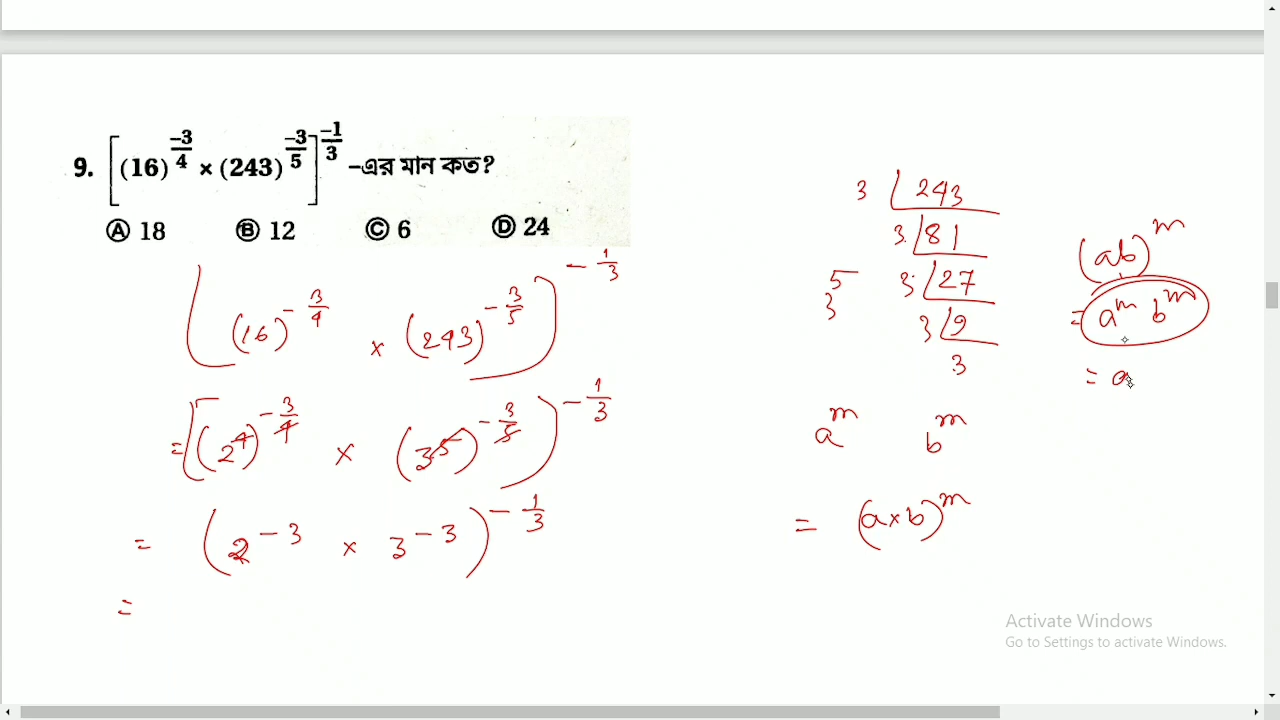 9. [(16)^{-3/4} × (243)^{-3/5}]^{-1/3} -এর মান কত?
Ⓐ 18 Ⓑ 12 Ⓒ 6 Ⓓ 24
[(16)^{-3/4} × (243)^{-3/5}]^{-1/3}
= [(2^4)^{-3/4} × (3^5)^{-3/5}]^{-1/3}
= (2^{-3} × 3^{-3})^{-1/3}
=
3 | 243
3 | 81
3 | 27
3 | 9
3
3^5
a^m b^m
= (a×b)^m
(ab)^m
= a^m b^m
= a
Activate Windows
Go to Settings to activate Windows.